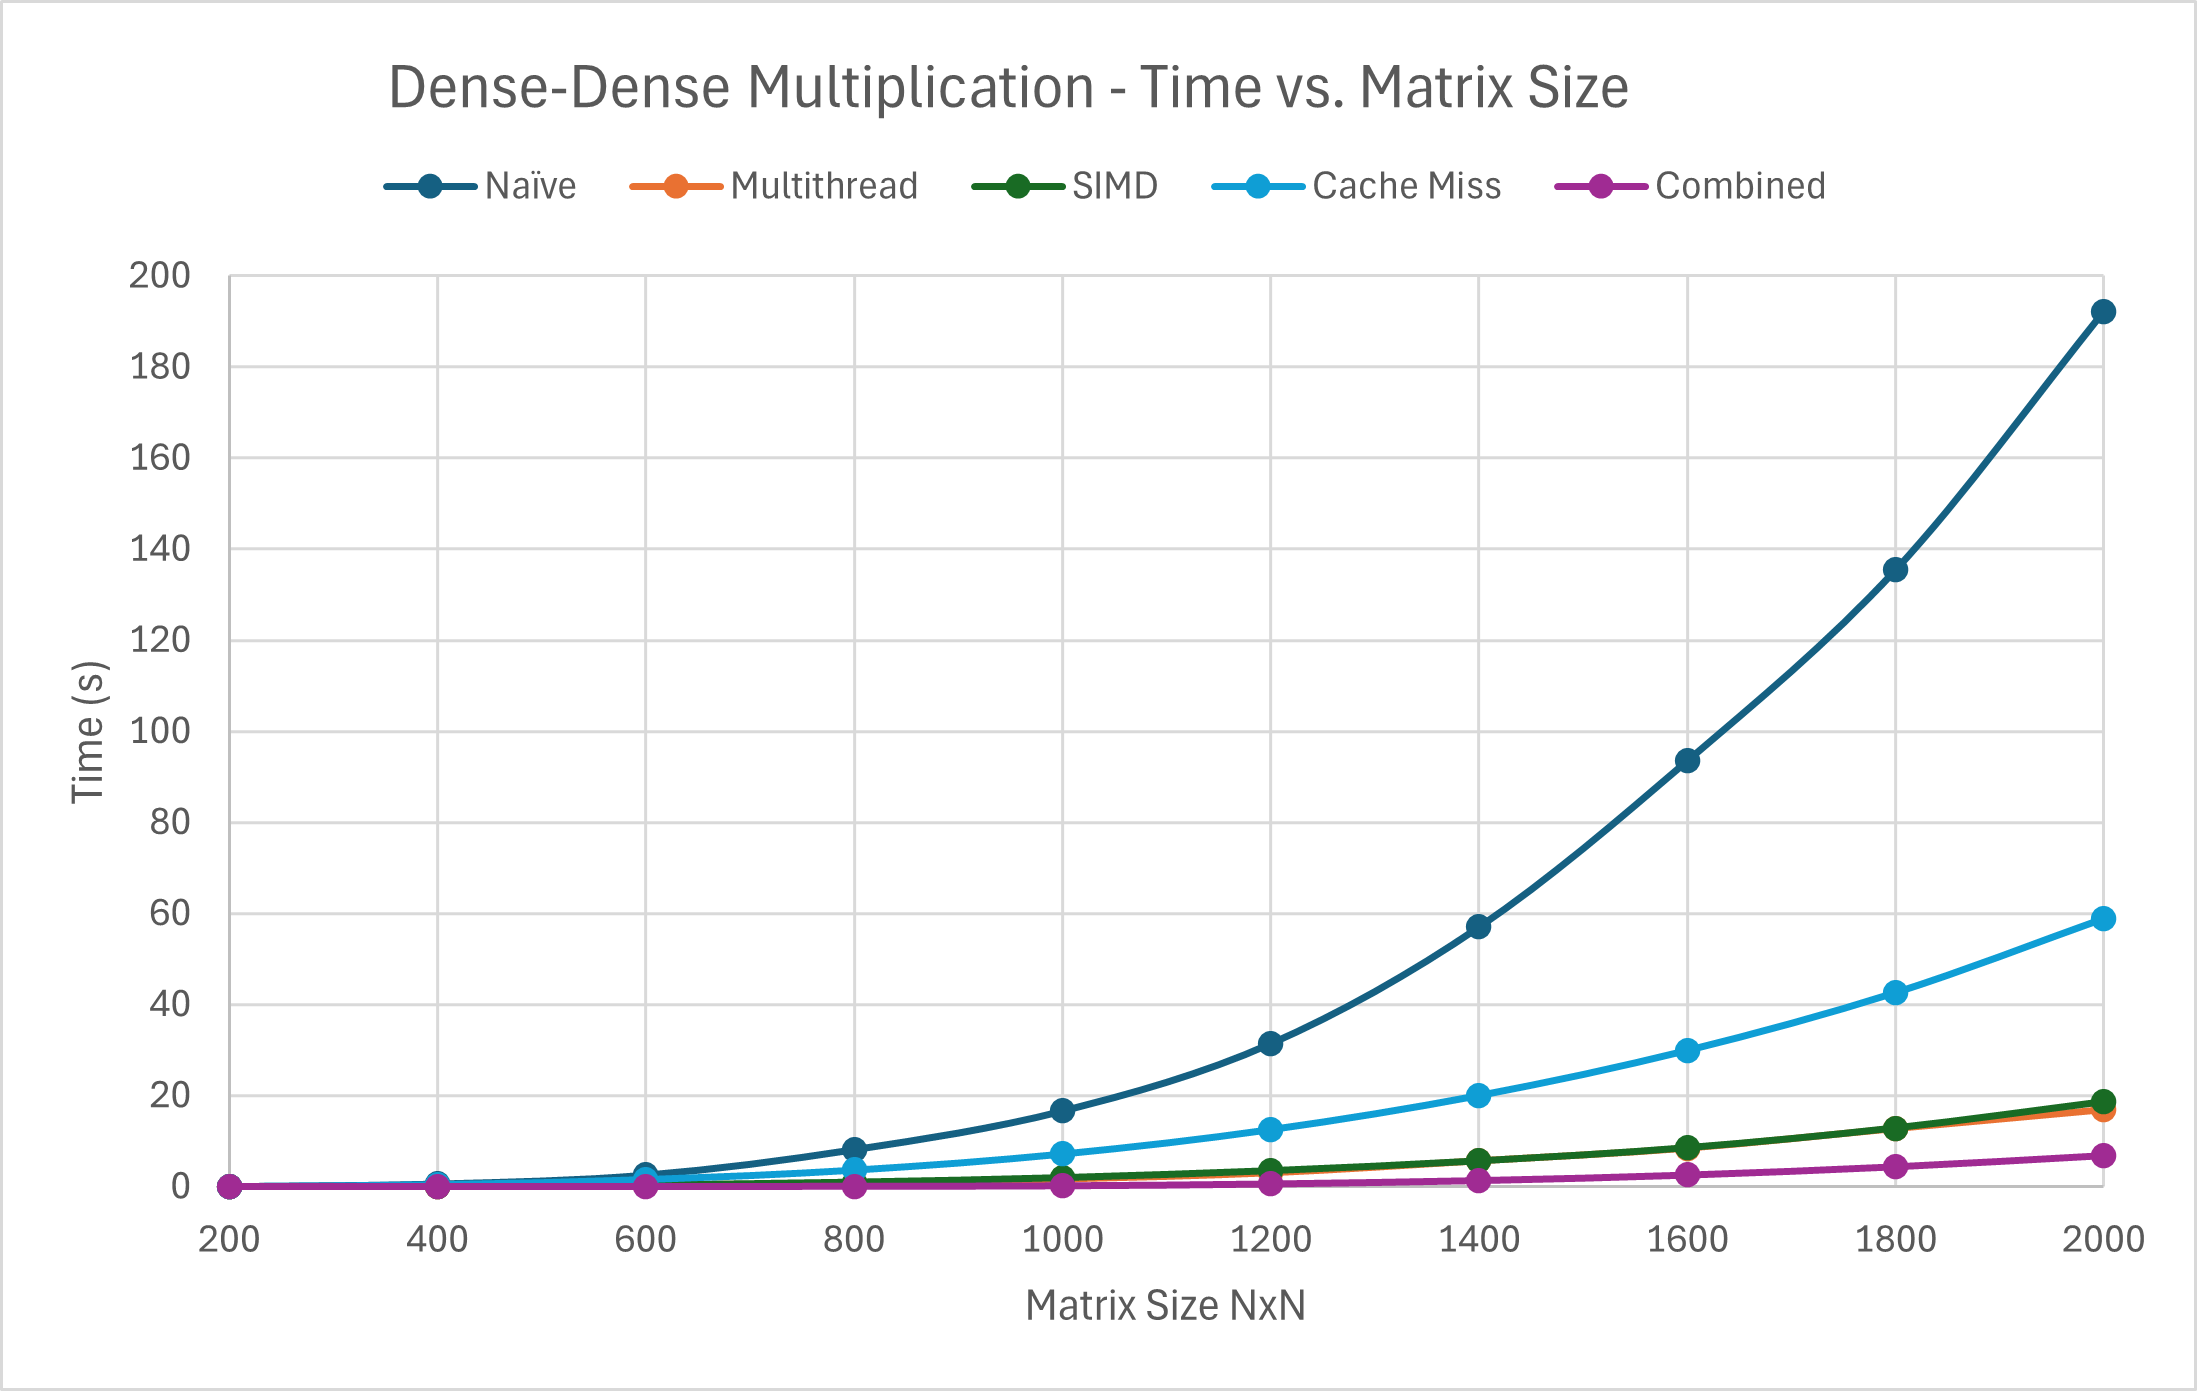 Dense-Dense Multiplication - Time vs. Matrix Size
Naïve Multithread SIMD Cache Miss Combined
200
180
160
140
120
100
80
60
40
20
0
Time (s)
200 400 600 800 1000 1200 1400 1600 1800 2000
Matrix Size NxN